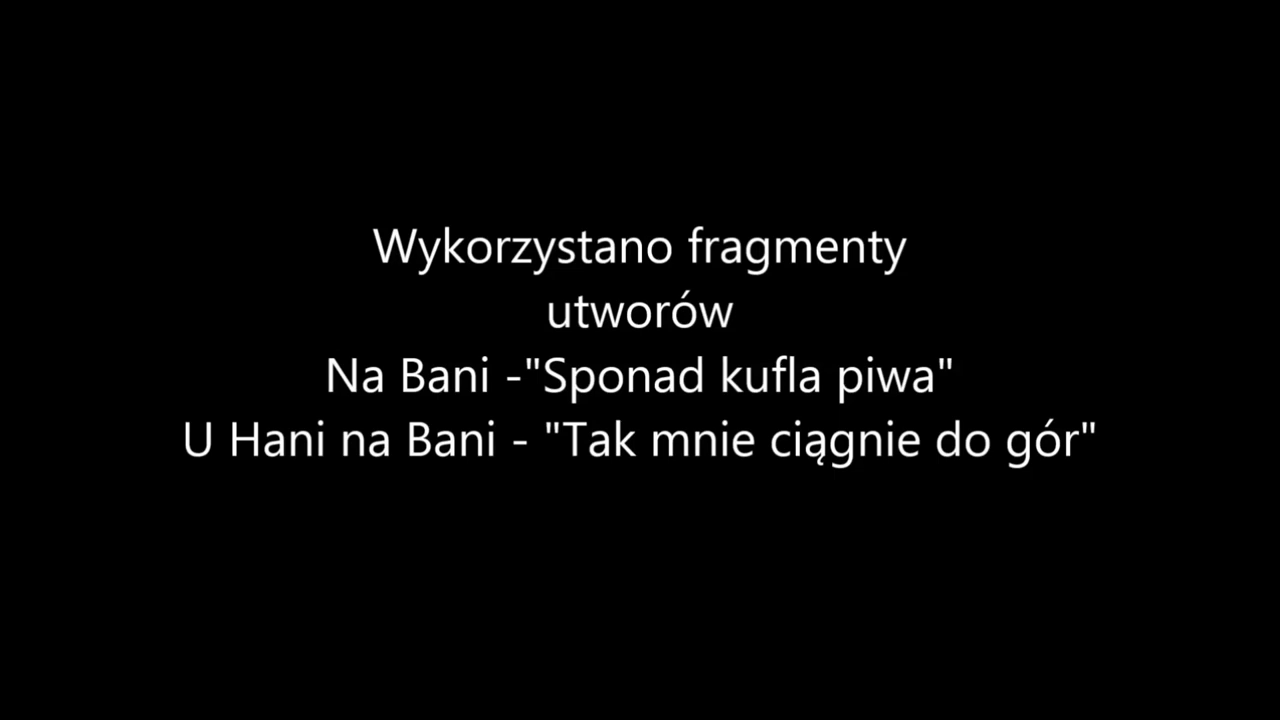 Wykorzystano fragmenty
utworów
Na Bani -"Sponad kufla piwa"
U Hani na Bani - "Tak mnie ciągnie do gór"